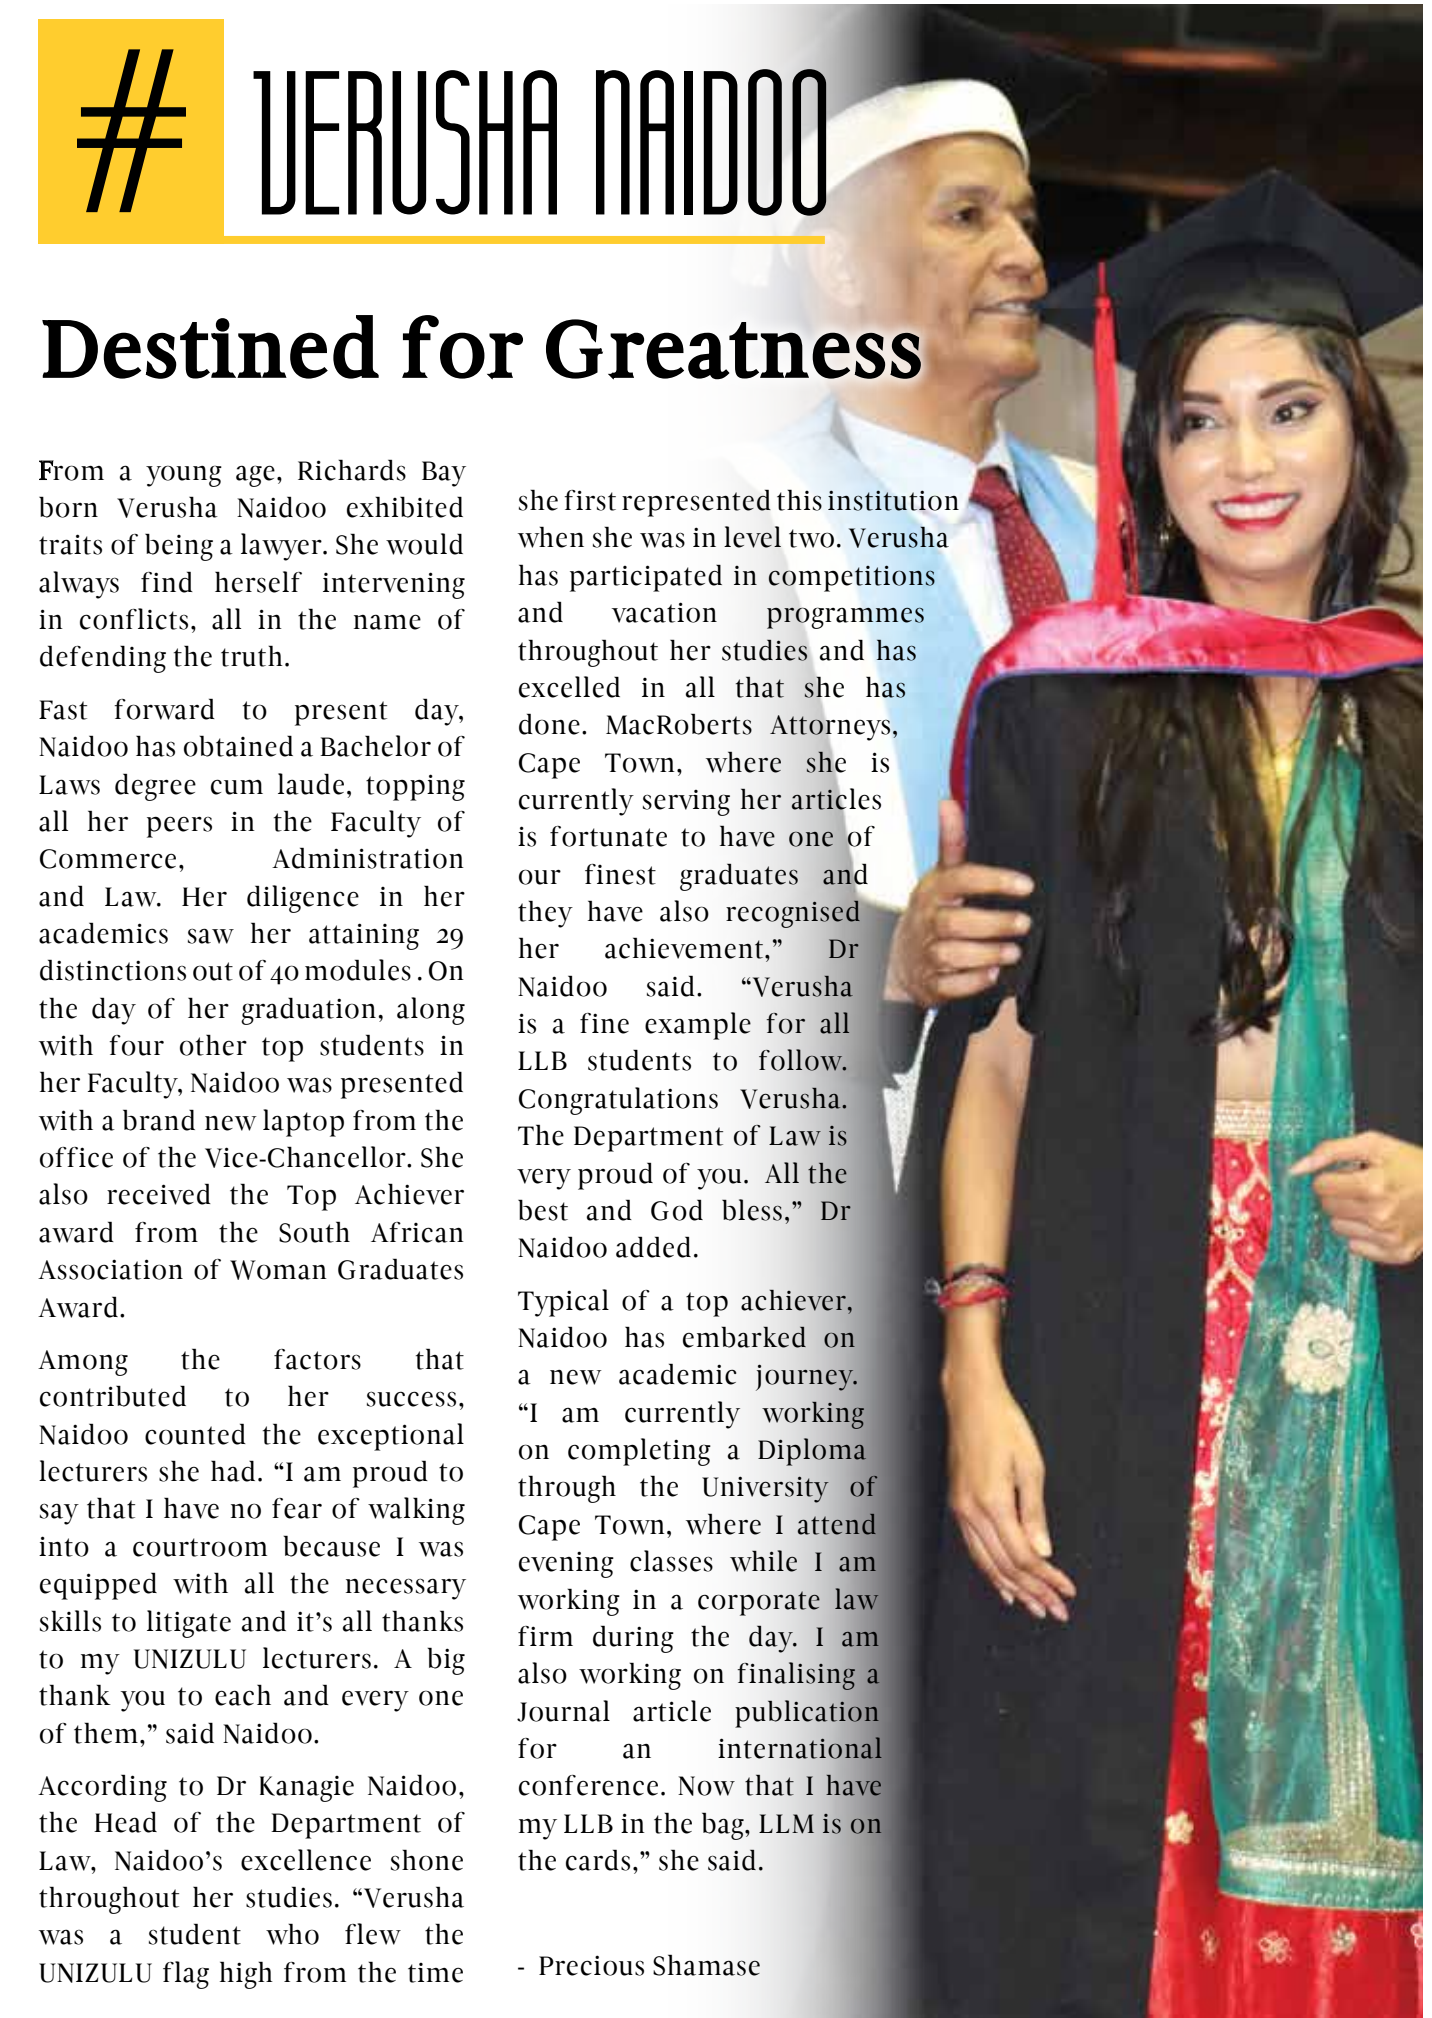 # VERUSHA NAIDOO
Destined for Greatness
From a young age, Richards Bay
born Verusha Naidoo exhibited
traits of being a lawyer. She would
always find herself intervening
in conflicts, all in the name of
defending the truth.
Fast forward to present day,
Naidoo has obtained a Bachelor of
Laws degree cum laude, topping
all her peers in the Faculty of
Commerce, Administration
and Law. Her diligence in her
academics saw her attaining 29
distinctions out of 40 modules . On
the day of her graduation, along
with four other top students in
her Faculty, Naidoo was presented
with a brand new laptop from the
office of the Vice-Chancellor. She
also received the Top Achiever
award from the South African
Association of Woman Graduates
Award.
Among the factors that
contributed to her success,
Naidoo counted the exceptional
lecturers she had. “I am proud to
say that I have no fear of walking
into a courtroom because I was
equipped with all the necessary
skills to litigate and it’s all thanks
to my UNIZULU lecturers. A big
thank you to each and every one
of them,” said Naidoo.
According to Dr Kanagie Naidoo,
the Head of the Department of
Law, Naidoo’s excellence shone
throughout her studies. “Verusha
was a student who flew the
UNIZULU flag high from the time
she first represented this institution
when she was in level two. Verusha
has participated in competitions
and vacation programmes
throughout her studies and has
excelled in all that she has
done. MacRoberts Attorneys,
Cape Town, where she is
currently serving her articles
is fortunate to have one of
our finest graduates and
they have also recognised
her achievement,” Dr
Naidoo said. “Verusha
is a fine example for all
LLB students to follow.
Congratulations Verusha.
The Department of Law is
very proud of you. All the
best and God bless,” Dr
Naidoo added.
Typical of a top achiever,
Naidoo has embarked on
a new academic journey.
“I am currently working
on completing a Diploma
through the University of
Cape Town, where I attend
evening classes while I am
working in a corporate law
firm during the day. I am
also working on finalising a
Journal article publication
for an international
conference. Now that I have
my LLB in the bag, LLM is on
the cards,” she said.
- Precious Shamase